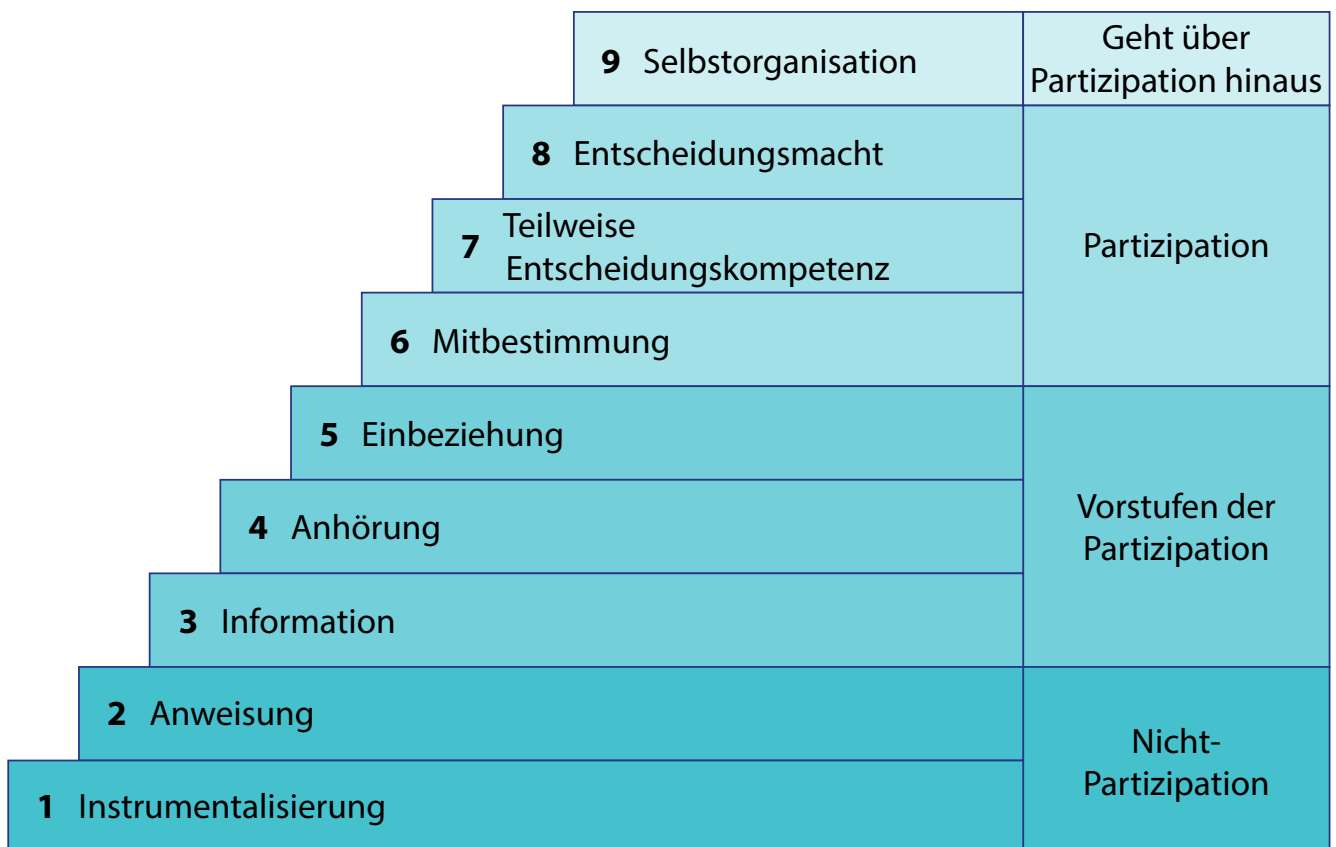 9 Selbstorganisation
Geht über
Partizipation hinaus
8 Entscheidungsmacht
7 Teilweise
Entscheidungskompetenz
Partizipation
6 Mitbestimmung
5 Einbeziehung
4 Anhörung
Vorstufen der
Partizipation
3 Information
2 Anweisung
Nicht-
Partizipation
1 Instrumentalisierung